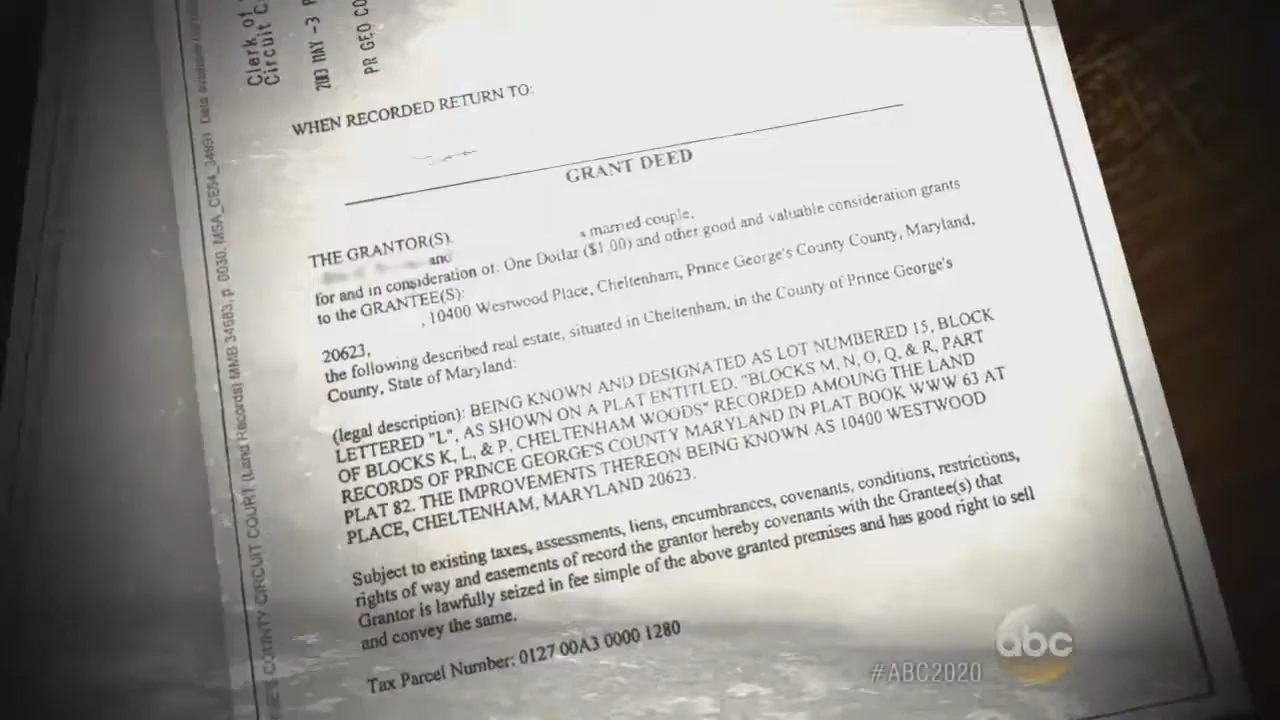 Clerk of
Circuit C
MAY -3 P
PR GEO CO
COUNTY CIRCUIT COURT (Land Records) MMB 34683, p. 0030, MSA_CE64_34991 Date available
WHEN RECORDED RETURN TO:
GRANT DEED
THE GRANTOR(S),
and a married couple,
for and in consideration of: One Dollar ($1.00) and other good and valuable consideration grants
to the GRANTEE(S):
, 10400 Westwood Place, Cheltenham, Prince George's County County, Maryland,
20623,
the following described real estate, situated in Cheltenham, in the County of Prince George's
County, State of Maryland:
(legal description): BEING KNOWN AND DESIGNATED AS LOT NUMBERED 15, BLOCK
LETTERED "L", AS SHOWN ON A PLAT ENTITLED, "BLOCKS M, N, O, Q, & R, PART
OF BLOCKS K, L, & P, CHELTENHAM WOODS" RECORDED AMOUNG THE LAND
RECORDS OF PRINCE GEORGE'S COUNTY MARYLAND IN PLAT BOOK WWW 63 AT
PLAT 82. THE IMPROVEMENTS THEREON BEING KNOWN AS 10400 WESTWOOD
PLACE, CHELTENHAM, MARYLAND 20623.
Subject to existing taxes, assessments, liens, encumbrances, covenants, conditions, restrictions,
rights of way and easements of record the grantor hereby covenants with the Grantee(s) that
Grantor is lawfully seized in fee simple of the above granted premises and has good right to sell
and convey the same.
Tax Parcel Number: 0127 00A3 0000 1280
abc
#ABC2020